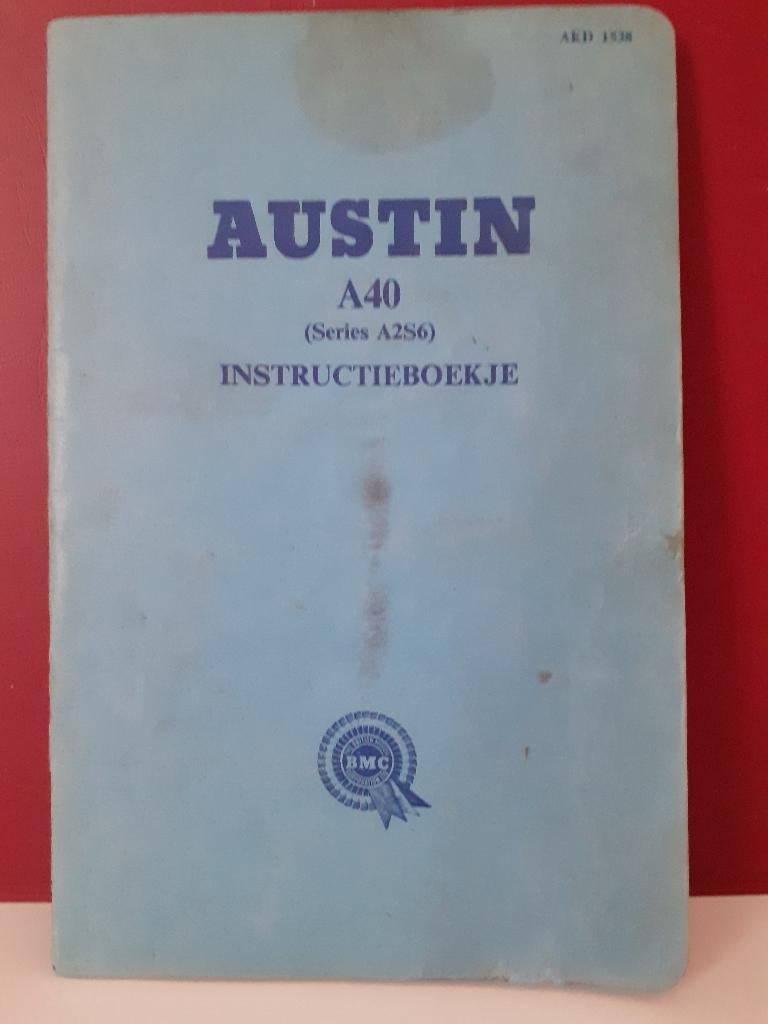 AKD 1538
AUSTIN
A40
(Series A2S6)
INSTRUCTIEBOEKJE
BMC